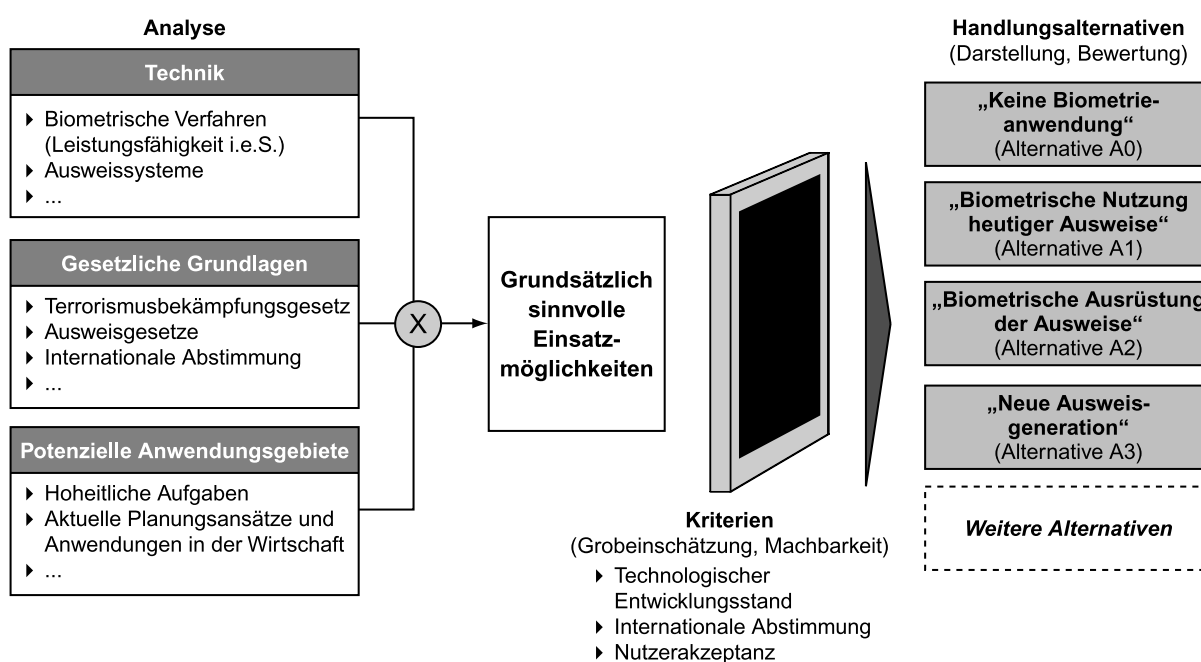 Analyse
Technik
Biometrische Verfahren
(Leistungsfähigkeit i.e.S.)
Ausweissysteme
...
Gesetzliche Grundlagen
Terrorismusbekämpfungsgesetz
Ausweisgesetze
Internationale Abstimmung
...
Potenzielle Anwendungsgebiete
Hoheitliche Aufgaben
Aktuelle Planungsansätze und
Anwendungen in der Wirtschaft
...
X
Grundsätzlich
sinnvolle
Einsatz-
möglichkeiten
Kriterien
(Grobeinschätzung, Machbarkeit)
Technologischer
Entwicklungsstand
Internationale Abstimmung
Nutzerakzeptanz
Handlungsalternativen
(Darstellung, Bewertung)
„Keine Biometrie-
anwendung“
(Alternative A0)
„Biometrische Nutzung
heutiger Ausweise“
(Alternative A1)
„Biometrische Ausrüstung
der Ausweise“
(Alternative A2)
„Neue Ausweis-
generation“
(Alternative A3)
Weitere Alternativen